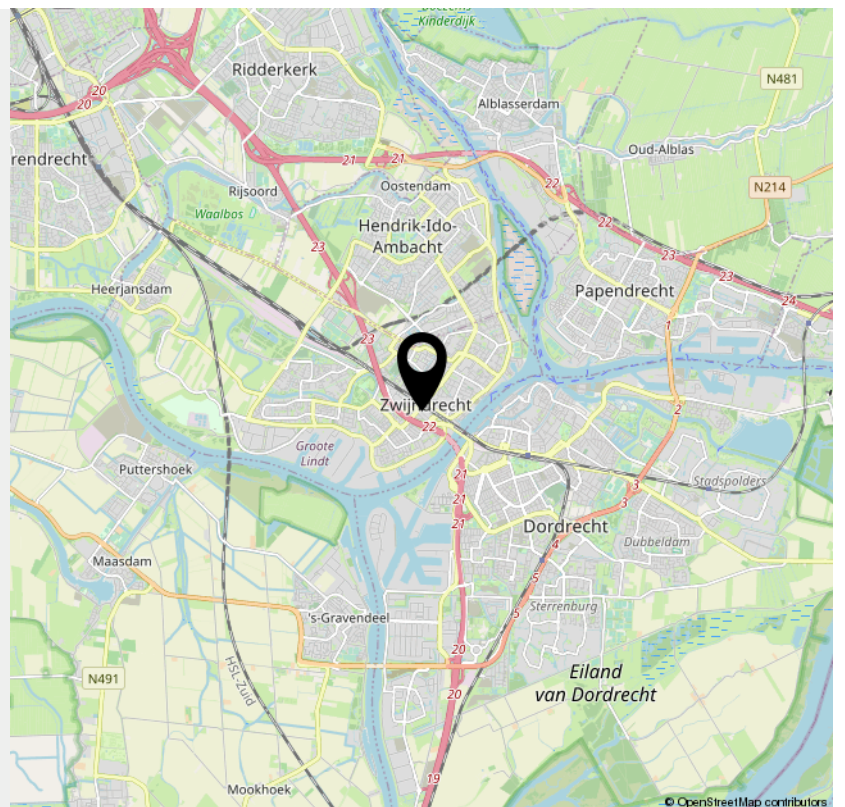 Boezems
Kinderdijk
Ridderkerk
20
20
N481
Alblasserdam
Oud-Alblas
rendrecht
21
21
22
Rijsoord
Oostendam
N214
Waalbos
Hendrik-Ido-
Ambacht
22
23
23
23
24
Heerjansdam
Papendrecht
1
23
Zwijndrecht
2
22
Groote
Lindt
Puttershoek
21
21
21
3
3
Stadspolders
Dordrecht
4
Dubbeldam
Maasdam
5
5
Sterrenburg
's-Gravendeel
20
20
N491
HSL-Zuid
Eiland
van Dordrecht
19
Mookhoek
© OpenStreetMap contributors